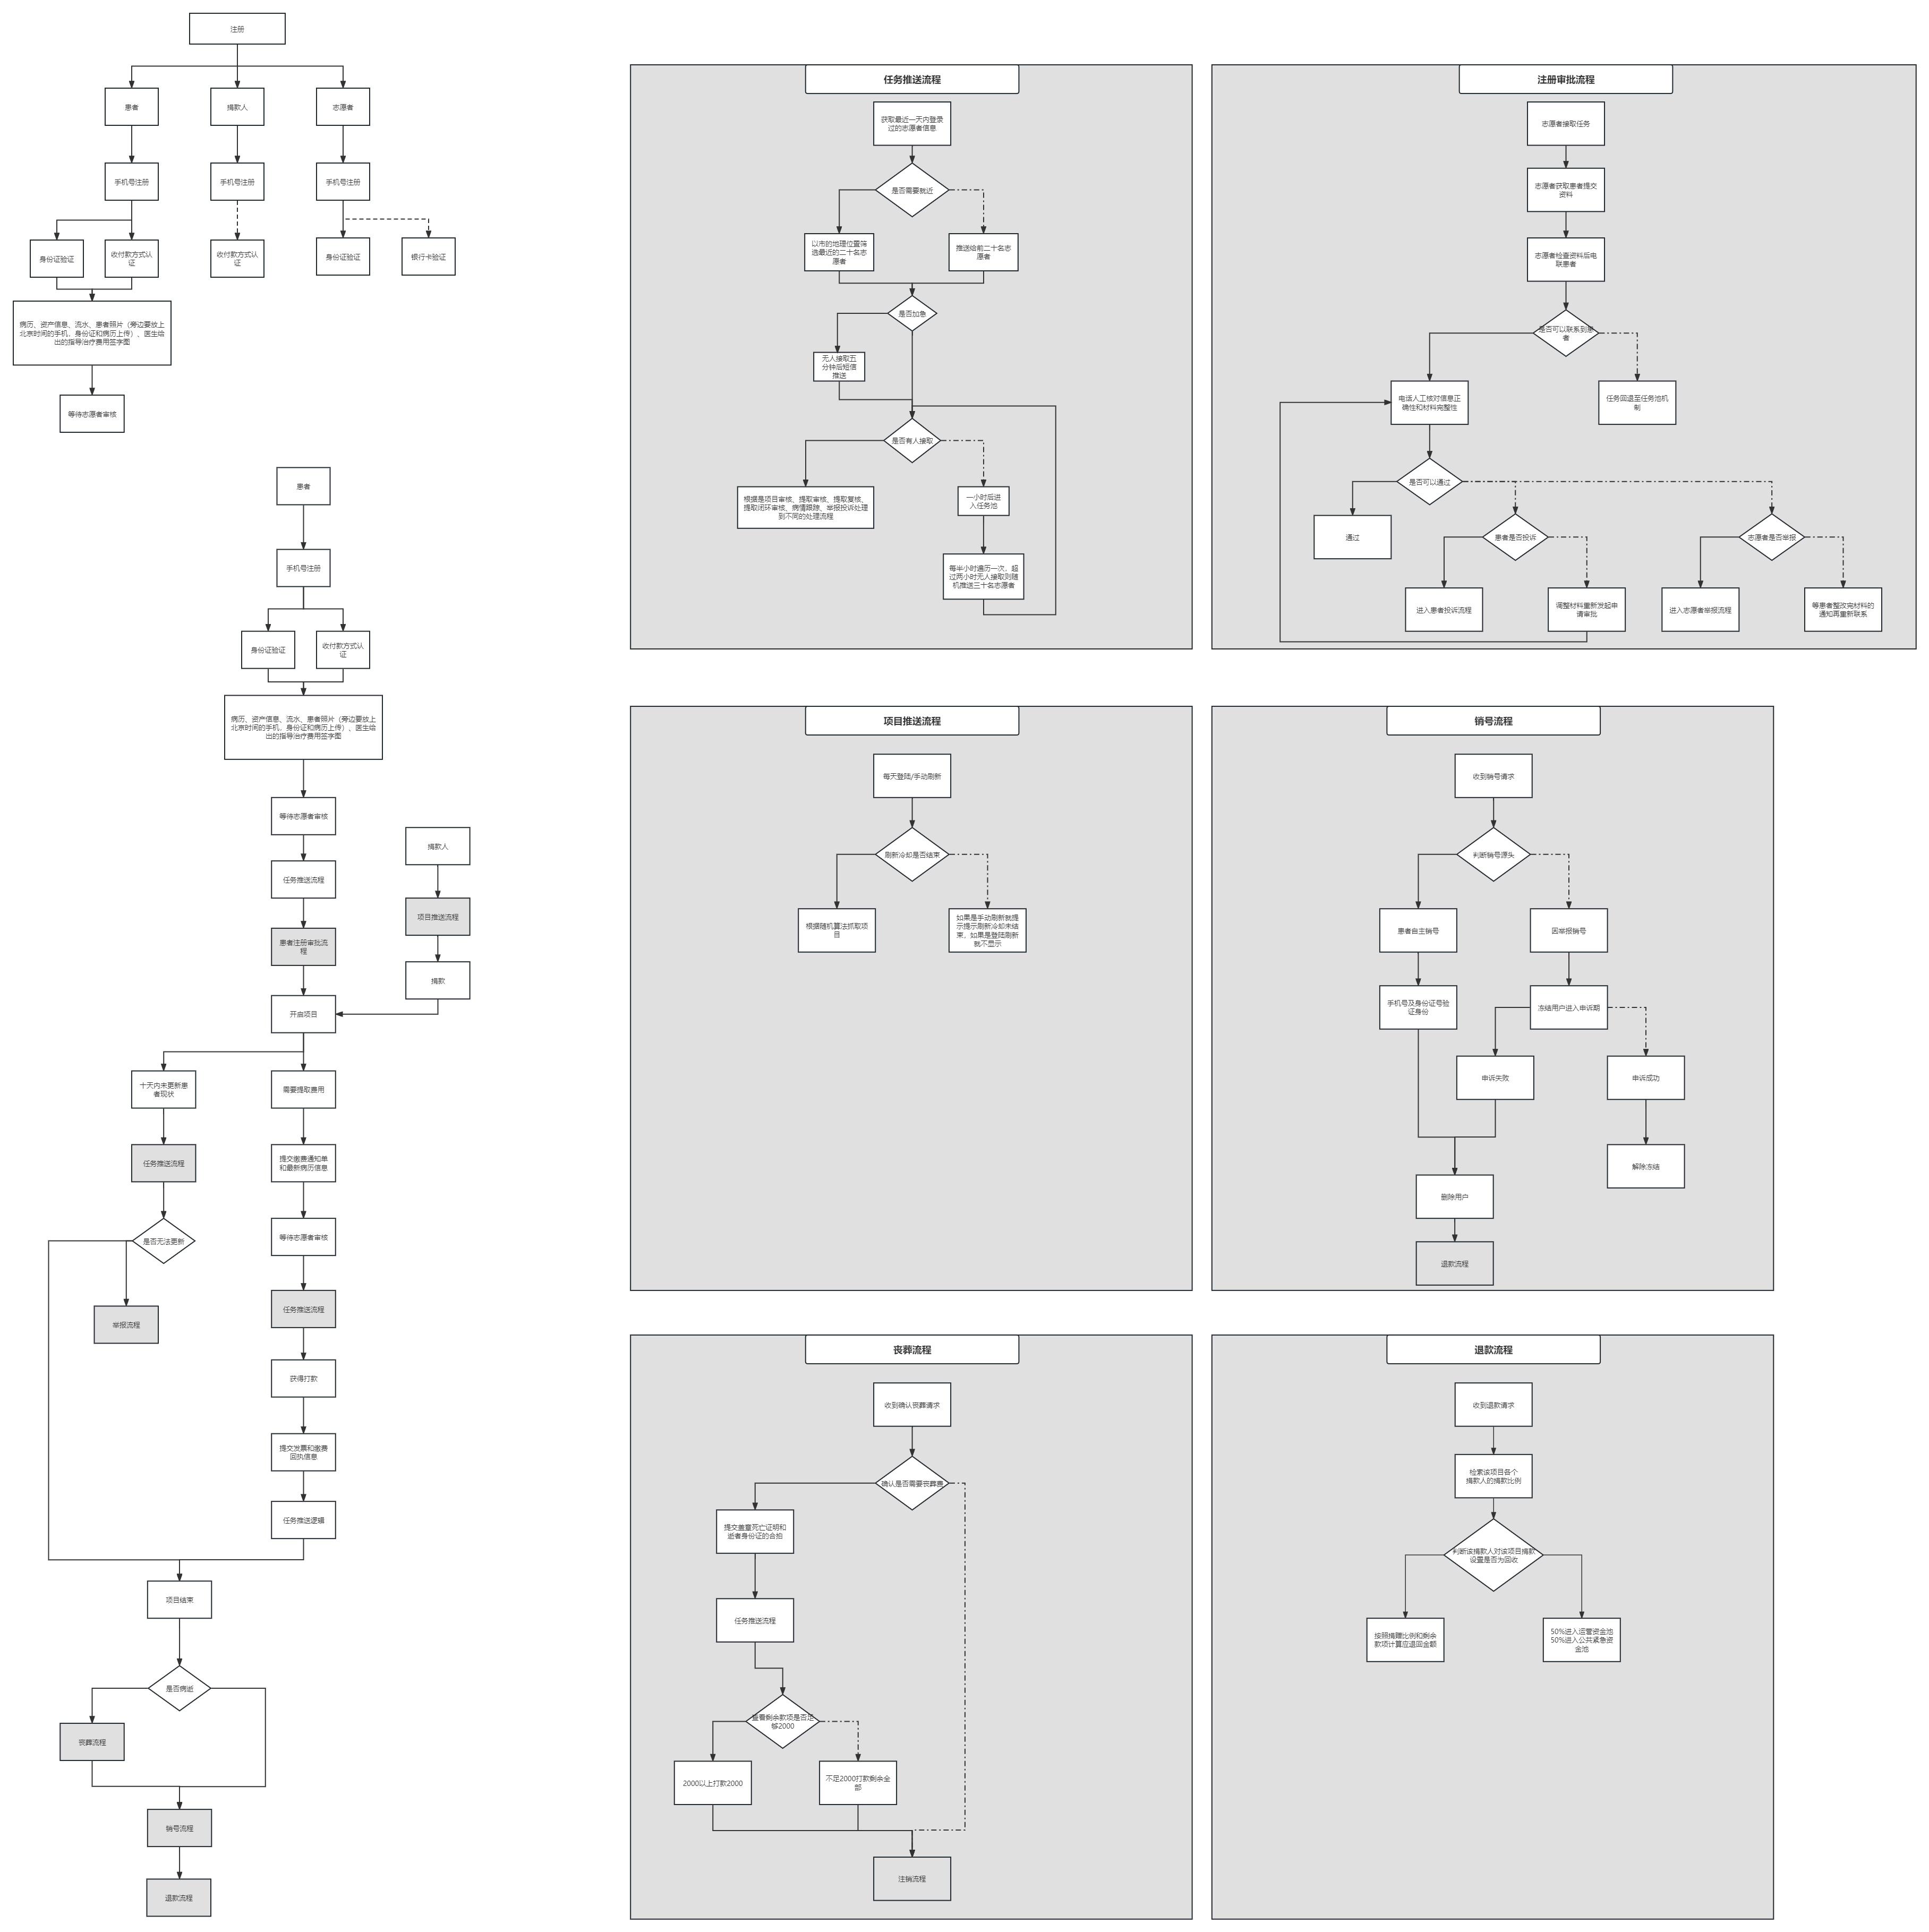 注册
患者
捐款人
志愿者
手机号注册
手机号注册
手机号注册
身份证验证
收付款方式认
证
收付款方式认
证
身份证验证
银行卡验证
病历、资产信息、流水、患者照片（旁边要放上
北京时间的手机，身份证和病历上传）、医生给
出的指导治疗费用签字面
等待志愿者审核
患者
手机号注册
身份证验证
收付款方式认
证
病历、资产信息、流水、患者照片（旁边要放上
北京时间的手机，身份证和病历上传）、医生给
出的指导治疗费用签字面
等待志愿者审核
任务推送流程
患者注册审批流
程
捐款人
项目推送流程
捐款
开启项目
十天内未更新患
者现状
任务推送流程
是否无法更新
举报流程
需要提取费用
提交缴费通知单
和最新病历信息
等待志愿者审核
任务推送流程
获得打款
提交发票和缴费
回执信息
任务推送逻辑
项目结束
是否病逝
丧葬流程
销号流程
退款流程
任务推送流程
获取最近一天内登录
过的志愿者信息
是否需要就近
以市的地理位置筛
选最近的二十名志
愿者
推送给前二十名志
愿者
是否加急
无人接取五
分钟后短信
推送
是否有人接取
根据是项目审核、提取审核、提取复核、
提取闭环审核、病情跟踪、举报投诉处理
到不同的处理流程
一小时后进
入任务池
每半小时遍历一次，超
过两小时无人接取则随
机推送三十名志愿者
注册审批流程
志愿者接取任务
志愿者获取患者提交
资料
志愿者检查资料后电
联患者
是否可以联系到患
者
电话人工核对信息正
确性和材料完整性
任务回退至任务池机
制
是否可以通过
通过
患者是否投诉
志愿者是否举报
进入患者投诉流程
调整材料重新发起申
请审批
进入志愿者举报流程
等患者整改完材料的
通知再重新联系
项目推送流程
每天登陆/手动刷新
刷新冷却是否结束
根据随机算法抓取项
目
如果是手动刷新就提
示提示刷新冷却未结
束，如果是登陆刷新
就不显示
销号流程
收到销号请求
判断销号源头
患者自主销号
因举报销号
手机号及身份证号验
证身份
冻结用户进入申诉期
申诉失败
申诉成功
解除冻结
删除用户
退款流程
丧葬流程
收到确认丧葬请求
确认是否需要丧葬费
提交盖章死亡证明和
逝者身份证的合拍
任务推送流程
查看剩余款项是否足
够2000
2000以上打款2000
不足2000打款剩余全
部
注销流程
退款流程
收到退款请求
检索该项目各个
捐款人的捐款比例
判断该捐款人对该项目捐款
设置是否为回收
按照捐赠比例和剩余
款项计算应退回金额
50%进入运营资金池
50%进入公共紧急资
金池